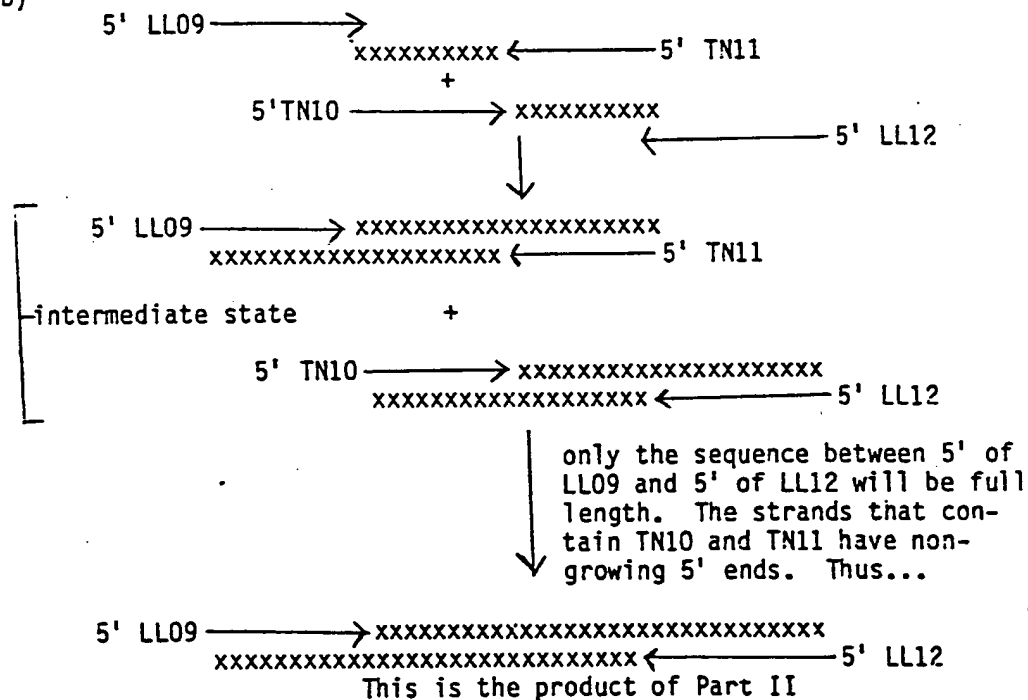 b)
5' LL09
xxxxxxxxxx 5' TN11
+
5'TN10 xxxxxxxxxx
5' LL12
5' LL09 xxxxxxxxxxxxxxxxxxxxx
xxxxxxxxxxxxxxxxxxxx 5' TN11
intermediate state +
5' TN10 xxxxxxxxxxxxxxxxxxxxx
xxxxxxxxxxxxxxxxxxx 5' LL12
only the sequence between 5' of
LL09 and 5' of LL12 will be full
length. The strands that con-
tain TN10 and TN11 have non-
growing 5' ends. Thus...
5' LL09 xxxxxxxxxxxxxxxxxxxxxxxxxxxxxxx
xxxxxxxxxxxxxxxxxxxxxxxxxxxxx 5' LL12
This is the product of Part II